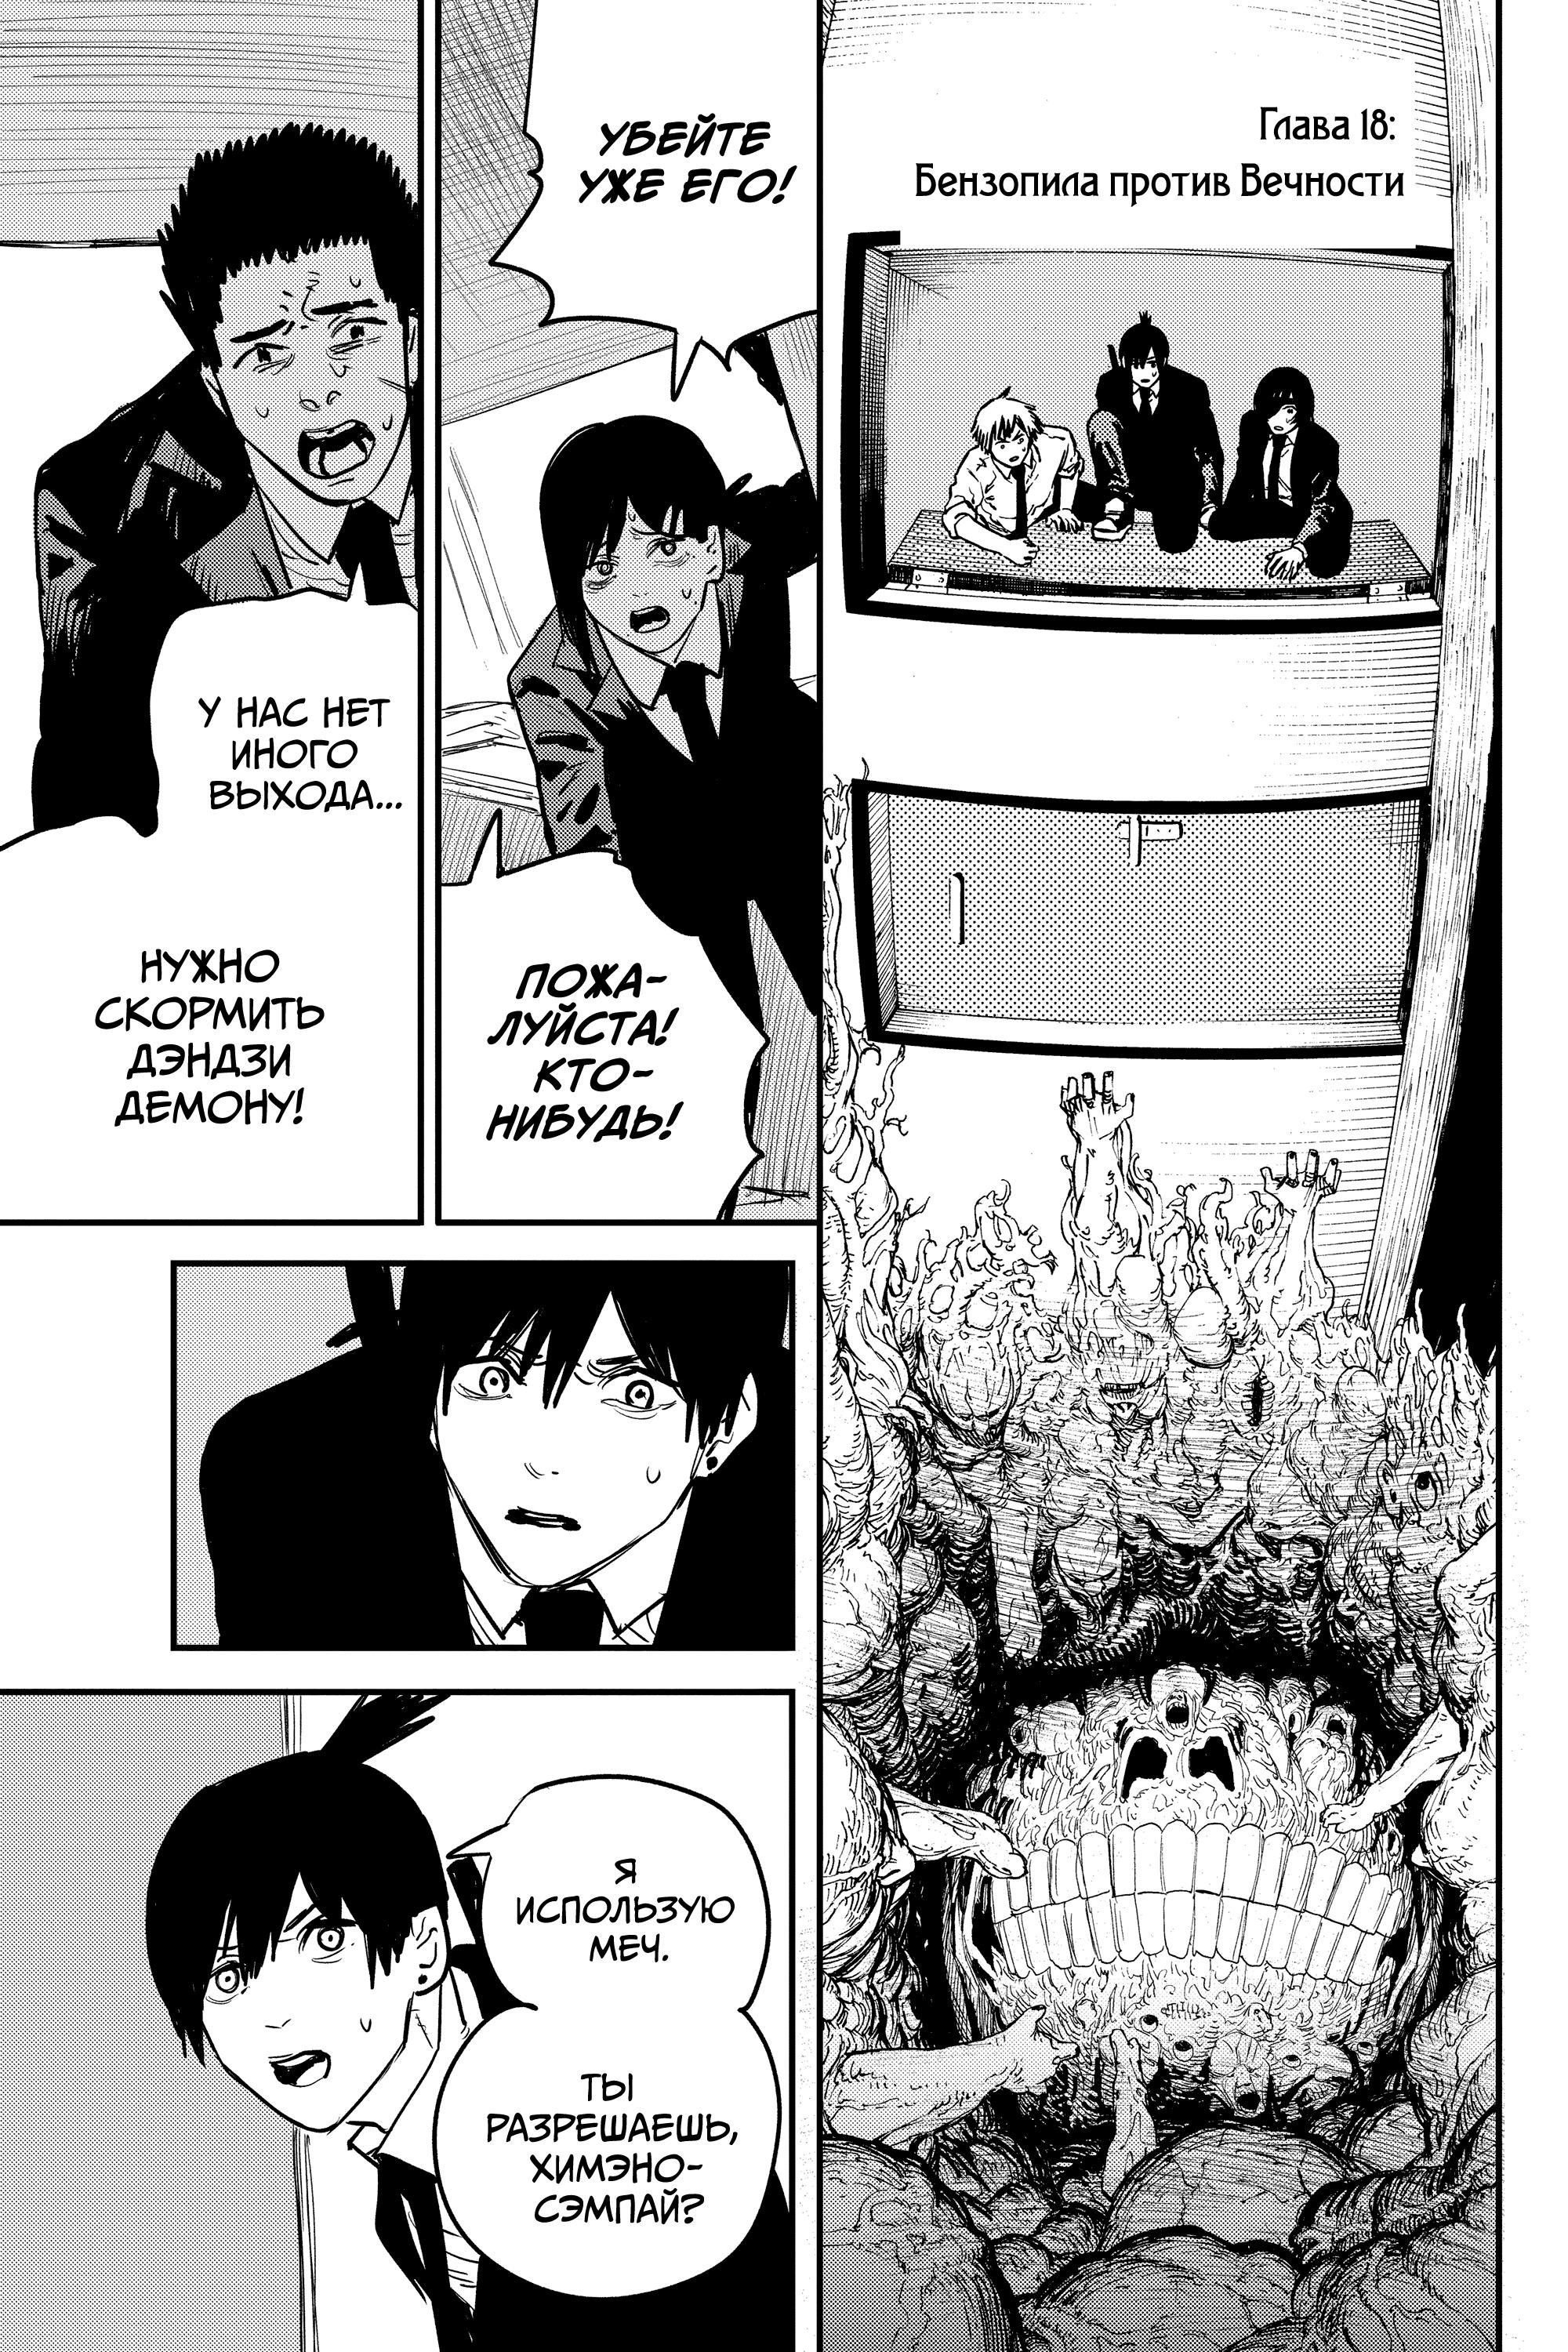 Глава 18:
Бензопила против Вечности
УБЕЙТЕ
УЖЕ ЕГО!
ПОЖА-
ЛУЙСТА!
КТО-
НИБУДЬ!
У НАС НЕТ
ИНОГО
ВЫХОДА...
НУЖНО
СКОРМИТЬ
ДЭНДЗИ
ДЕМОНУ!
Я
ИСПОЛЬЗУЮ
МЕЧ.
ТЫ
РАЗРЕШАЕШЬ,
ХИМЭНО-
СЭМПАЙ?